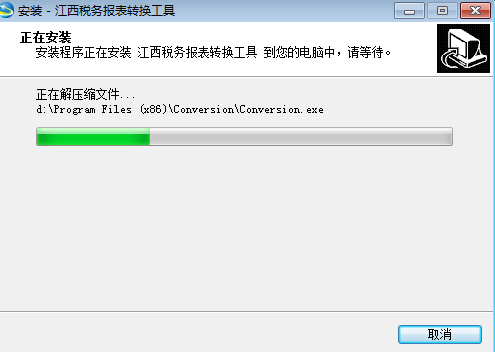 安装 - 江西税务报表转换工具
正在安装
安装程序正在安装 江西税务报表转换工具 到您的电脑中，请等待。
正在解压缩文件...
d:\Program Files (x86)\Conversion\Conversion.exe
取消